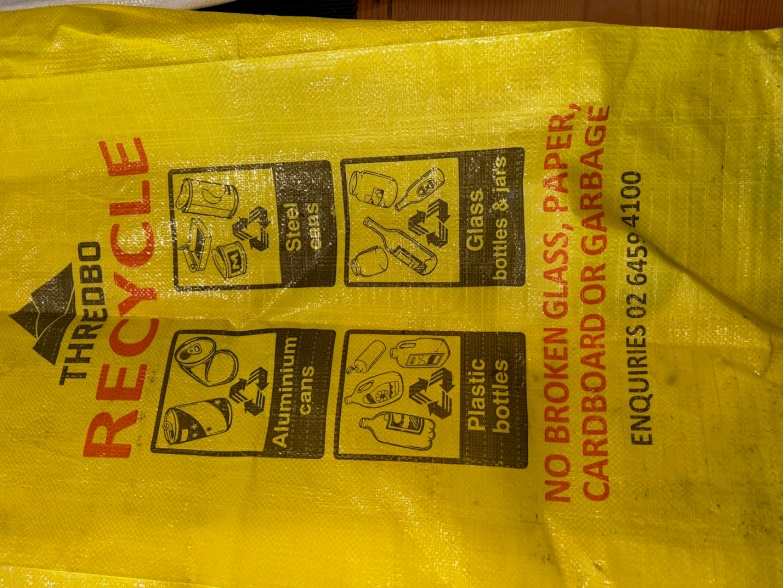 THREDBO
RECYCLE
Aluminium
cans
Steel
cans
Plastic
bottles
Glass
bottles & jars
NO BROKEN GLASS, PAPER,
CARDBOARD OR GARBAGE
ENQUIRIES 02 6459 4100